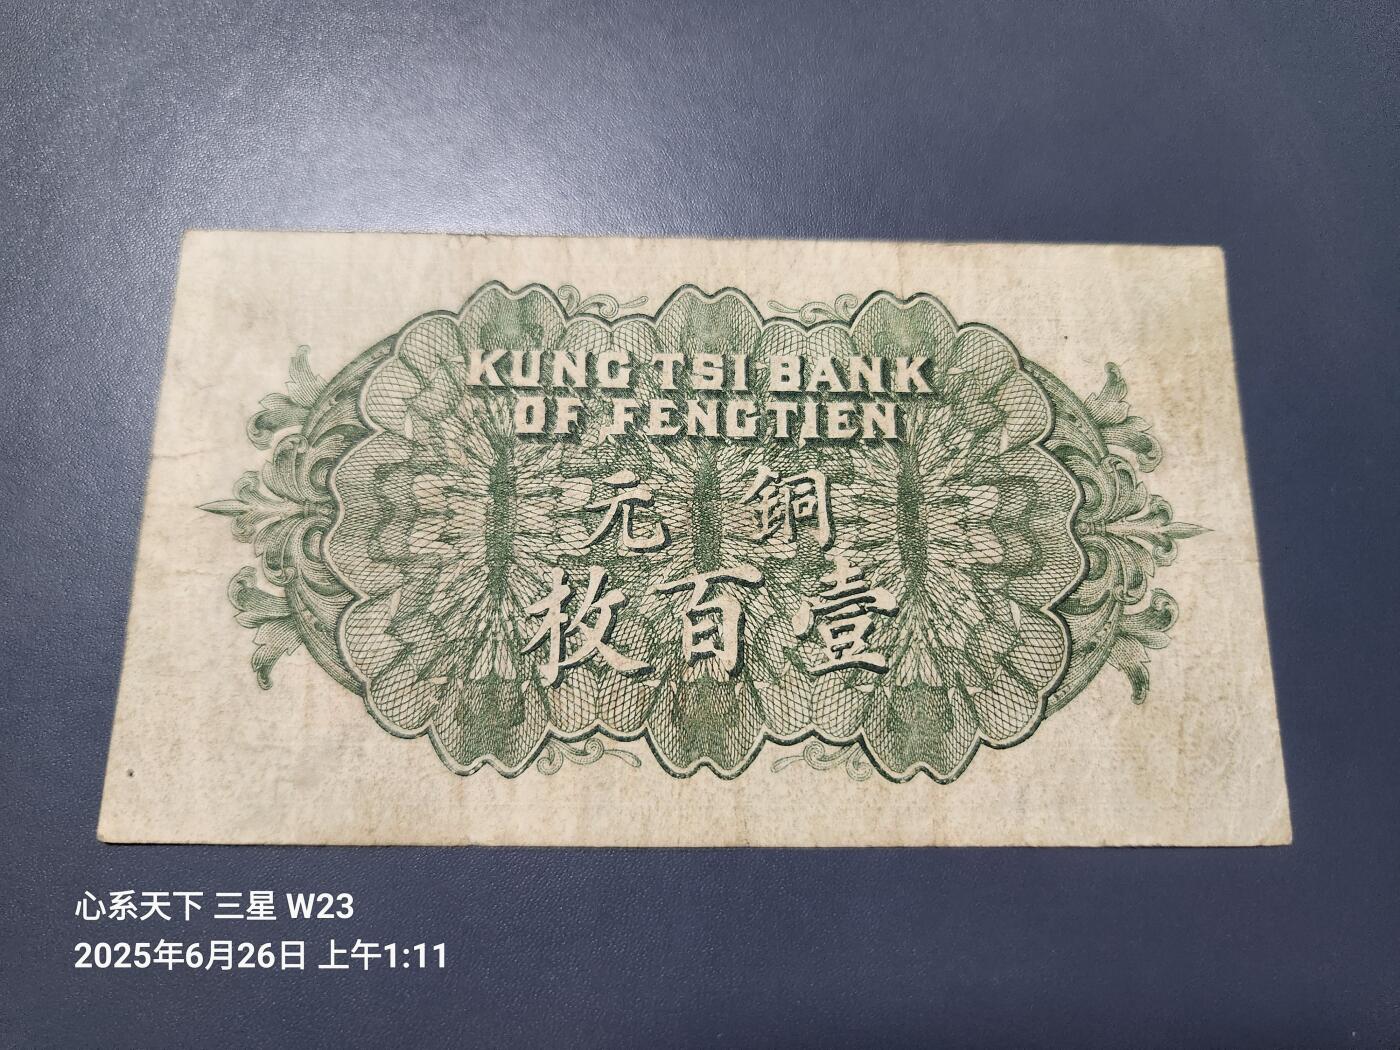 KUNG TSI BANK
OF FENGTIEN
銅元
壹百枚
心系天下 三星 W23
2025年6月26日 上午1:11